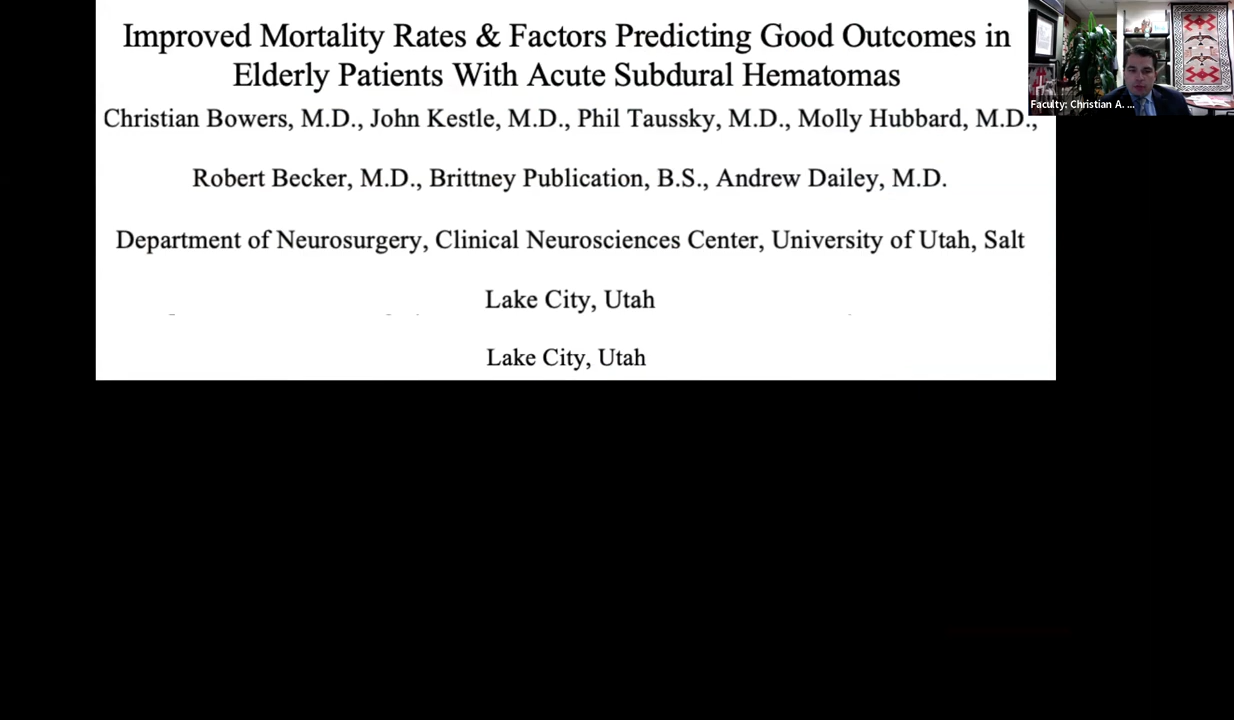 Improved Mortality Rates & Factors Predicting Good Outcomes in
Elderly Patients With Acute Subdural Hematomas
Christian Bowers, M.D., John Kestle, M.D., Phil Taussky, M.D., Molly Hubbard, M.D.,
Robert Becker, M.D., Brittney Publication, B.S., Andrew Dailey, M.D.
Department of Neurosurgery, Clinical Neurosciences Center, University of Utah, Salt
Lake City, Utah
Lake City, Utah
Faculty: Christian A. ...